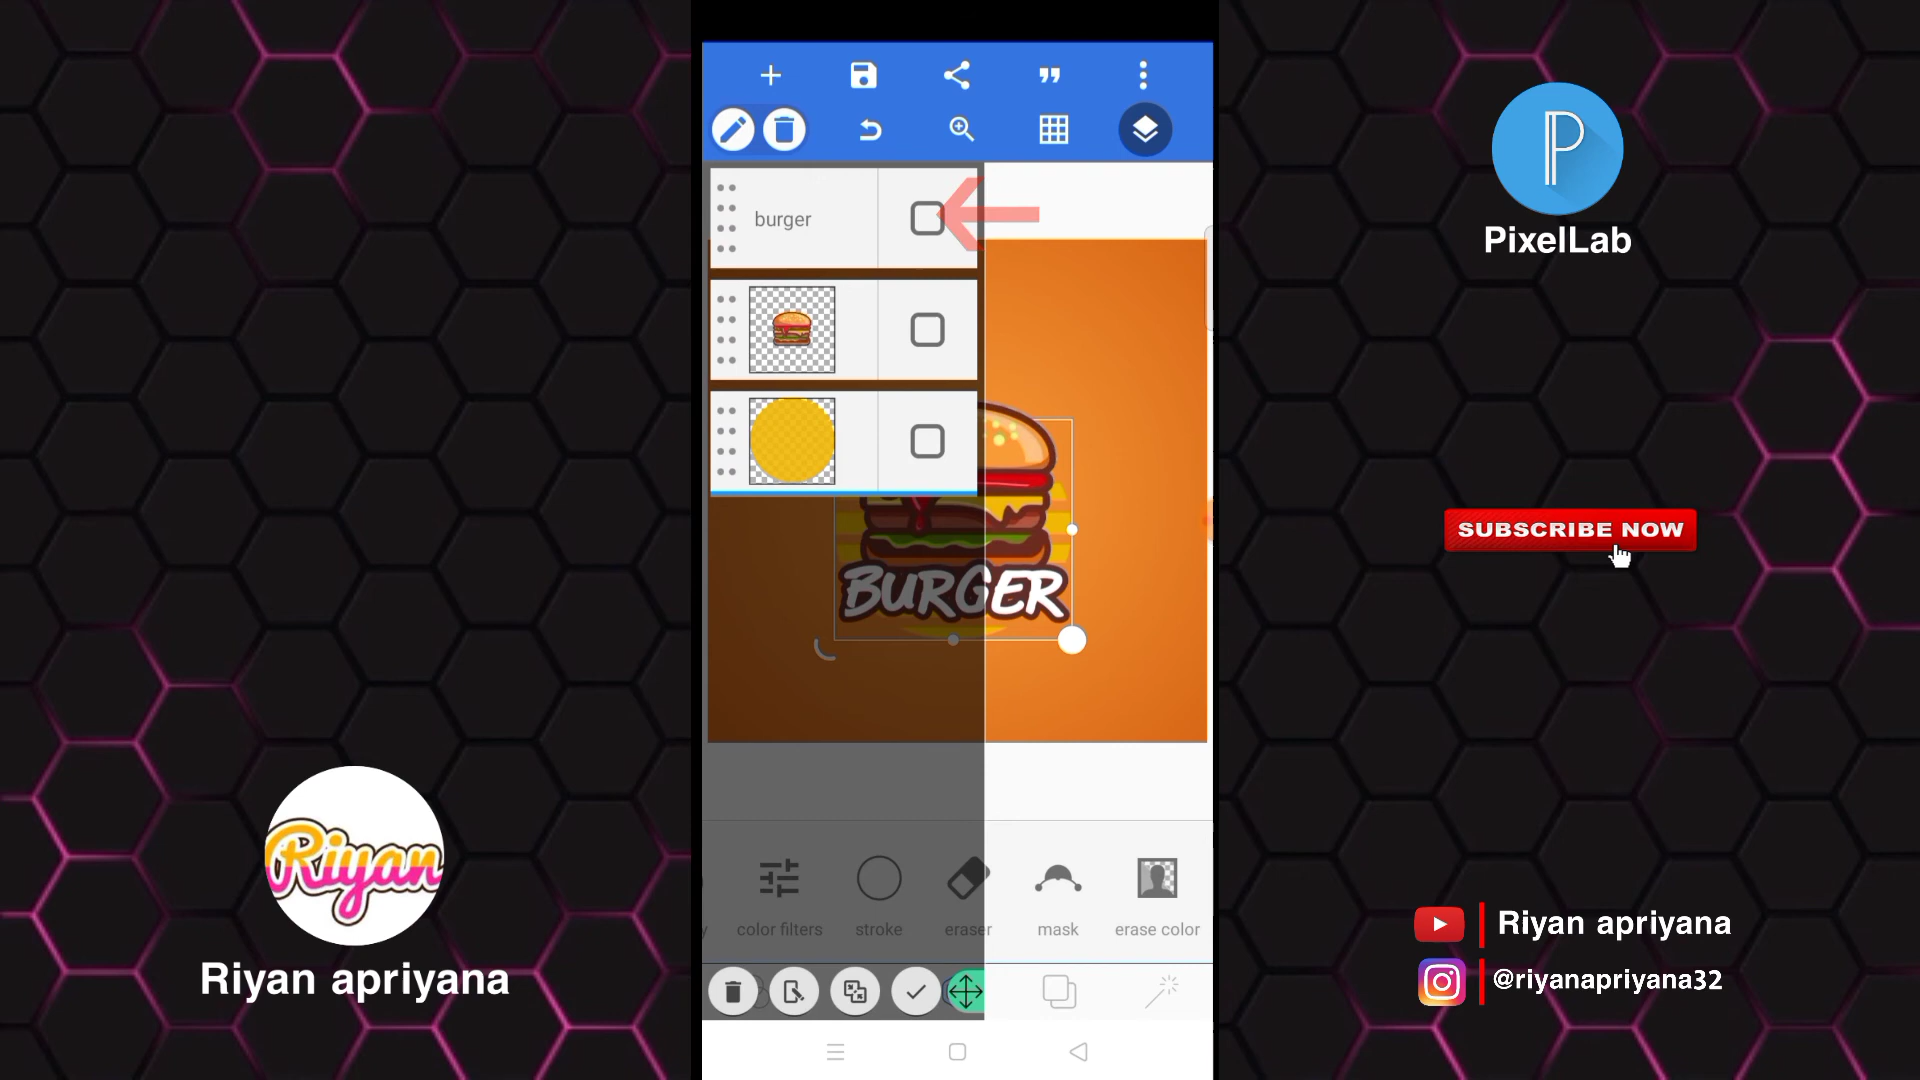 PixelLab
burger
BURGER
SUBSCRIBE NOW
color filters
stroke
eraser
mask
erase color
Riyan
Riyan apriyana
Riyan apriyana
@riyanapriyana32